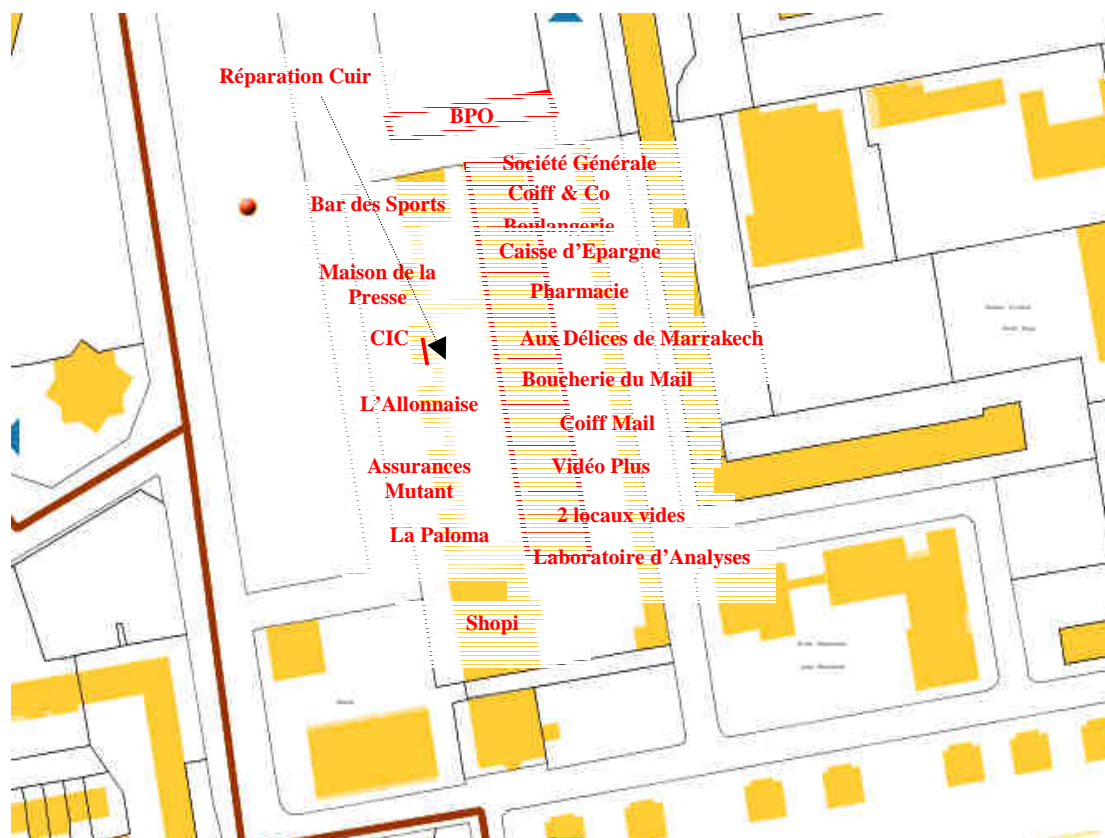 Réparation Cuir
BPO
Société Générale
Coiff & Co
Bar des Sports
Boulangerie
Caisse d’Epargne
Maison de la
Presse
Pharmacie
CIC
Aux Délices de Marrakech
Boucherie du Mail
L’Allonnaise
Coiff Mail
Assurances
Mutant
Vidéo Plus
2 locaux vides
La Paloma
Laboratoire d’Analyses
Shopi